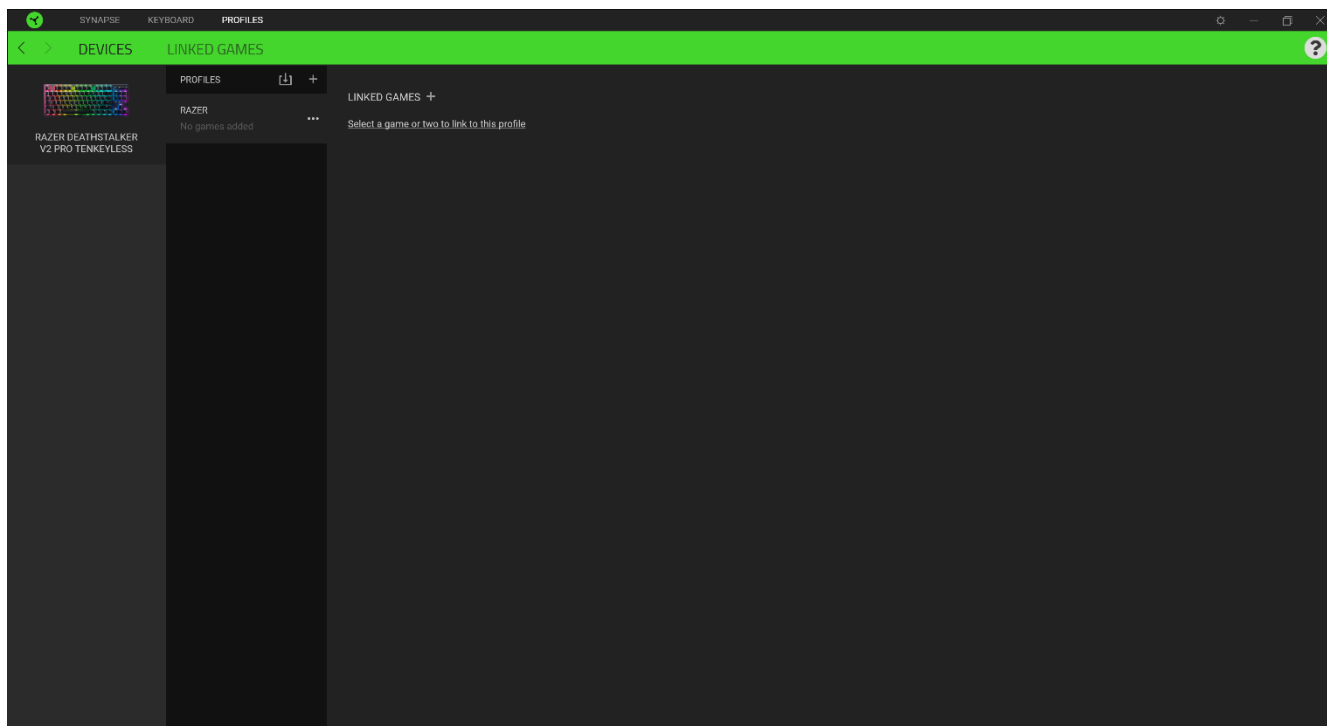 SYNAPSE KEYBOARD PROFILES
DEVICES LINKED GAMES
?
RAZER DEATHSTALKER
V2 PRO TENKEYLESS
PROFILES
RAZER
No games added
LINKED GAMES +
Select a game or two to link to this profile